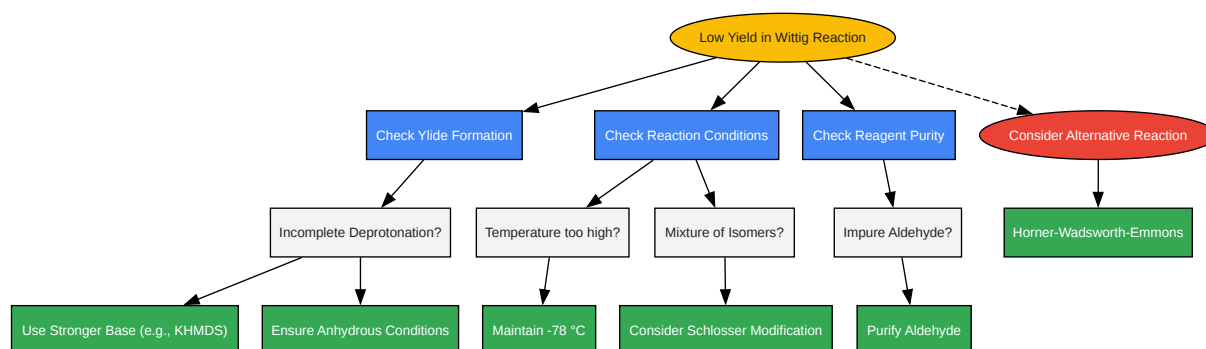 Low Yield in Wittig Reaction
Check Ylide Formation
Check Reaction Conditions
Check Reagent Purity
Consider Alternative Reaction
Incomplete Deprotonation?
Temperature too high?
Mixture of Isomers?
Impure Aldehyde?
Horner-Wadsworth-Emmons
Use Stronger Base (e.g., KHMDS)
Ensure Anhydrous Conditions
Maintain -78 °C
Consider Schlosser Modification
Purify Aldehyde